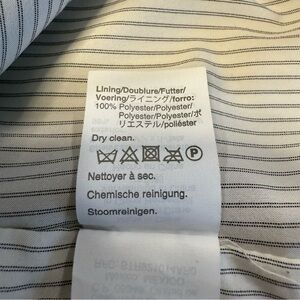 Lining/Doublure/Futter/
Voering/ライニング/forro:
100% Polyester/Polyester/
Polyester/Polyester/ポ
リエステル/poliéster
Dry clean.
P
Nettoyer à sec.
Chemische reinigung.
Stoomreinigen.